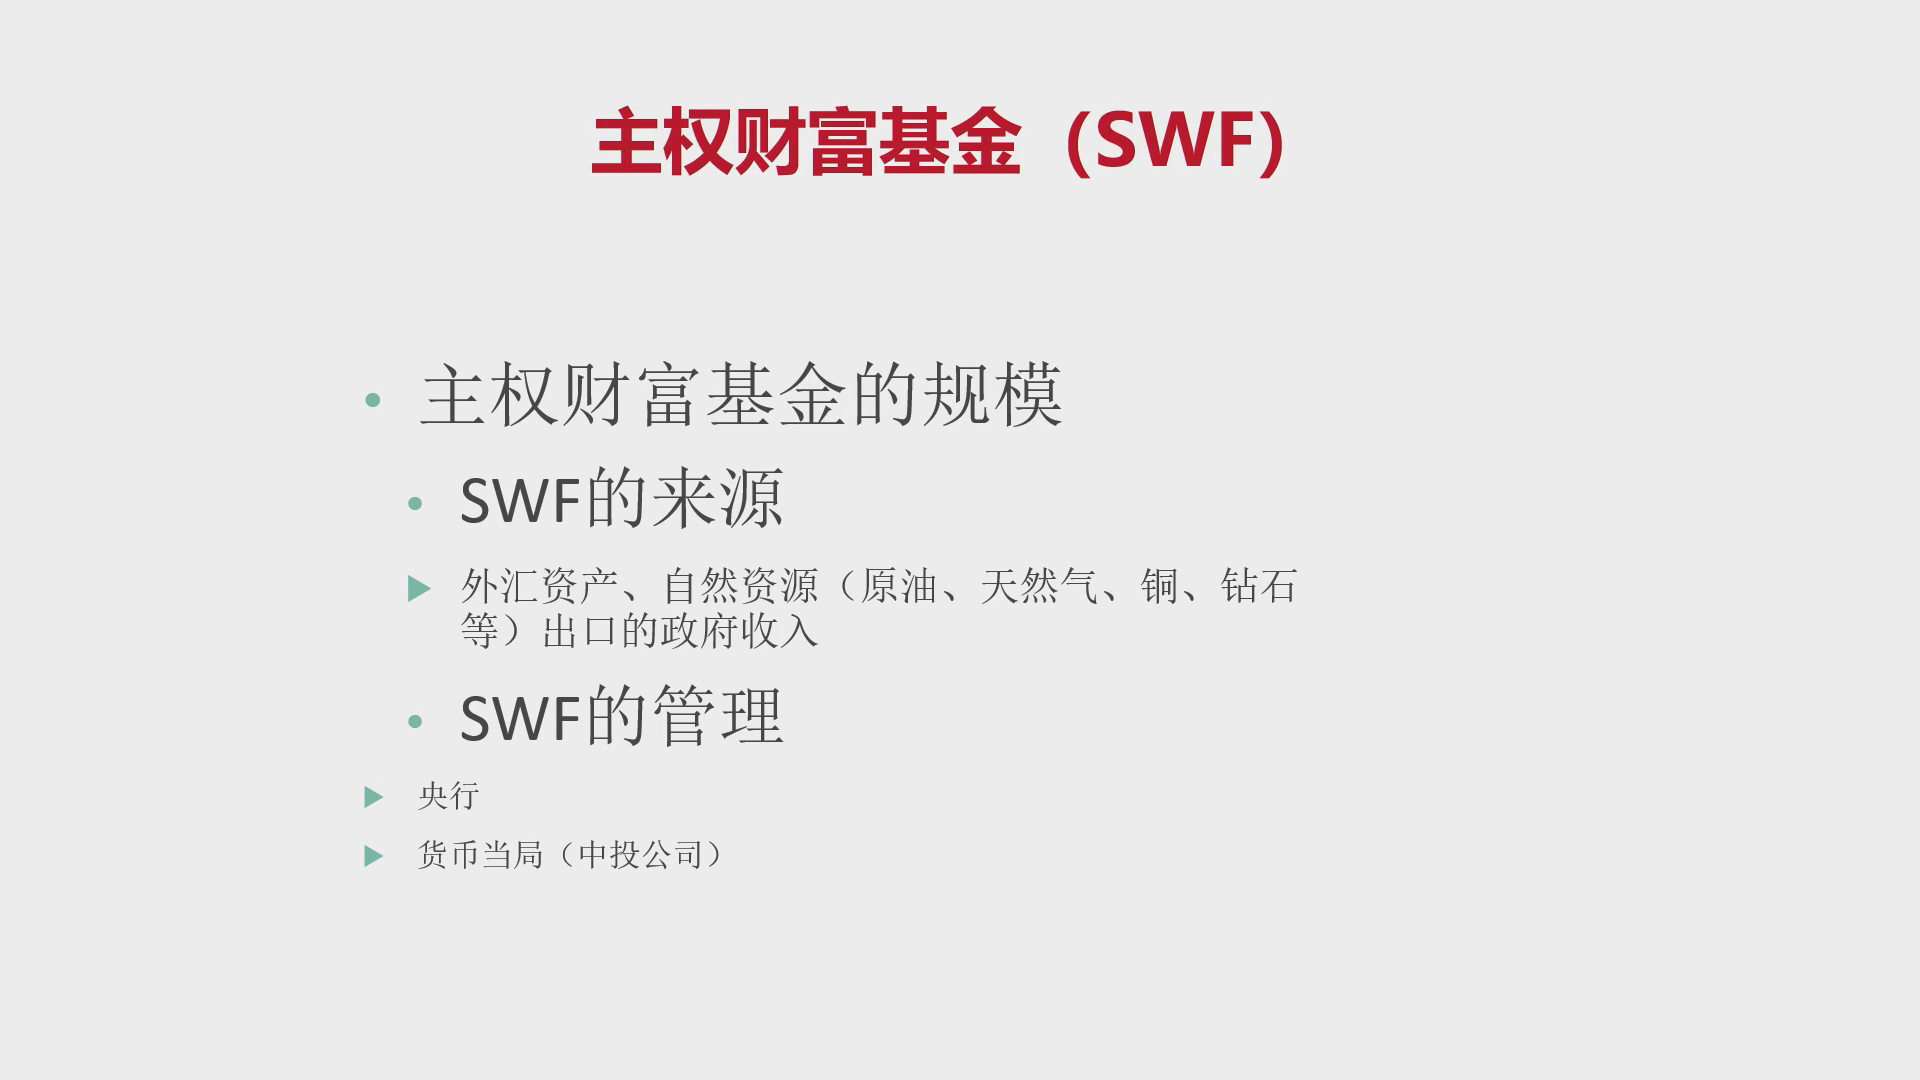 主权财富基金（SWF）
主权财富基金的规模
SWF的来源
外汇资产、自然资源（原油、天然气、铜、钻石
等）出口的政府收入
SWF的管理
央行
货币当局（中投公司）